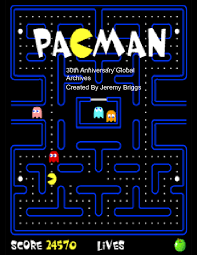 PACMAN
30th Anniversary Global
Archives
Created By Jeremy Briggs
SCORE 24570 LIVES